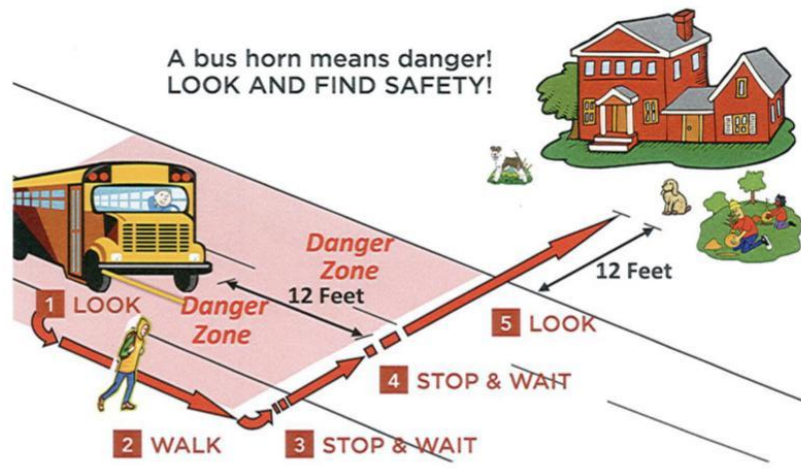 A bus horn means danger!
LOOK AND FIND SAFETY!
Danger
Zone
12 Feet
12 Feet
1 LOOK
Danger
Zone
5 LOOK
4 STOP & WAIT
2 WALK
3 STOP & WAIT